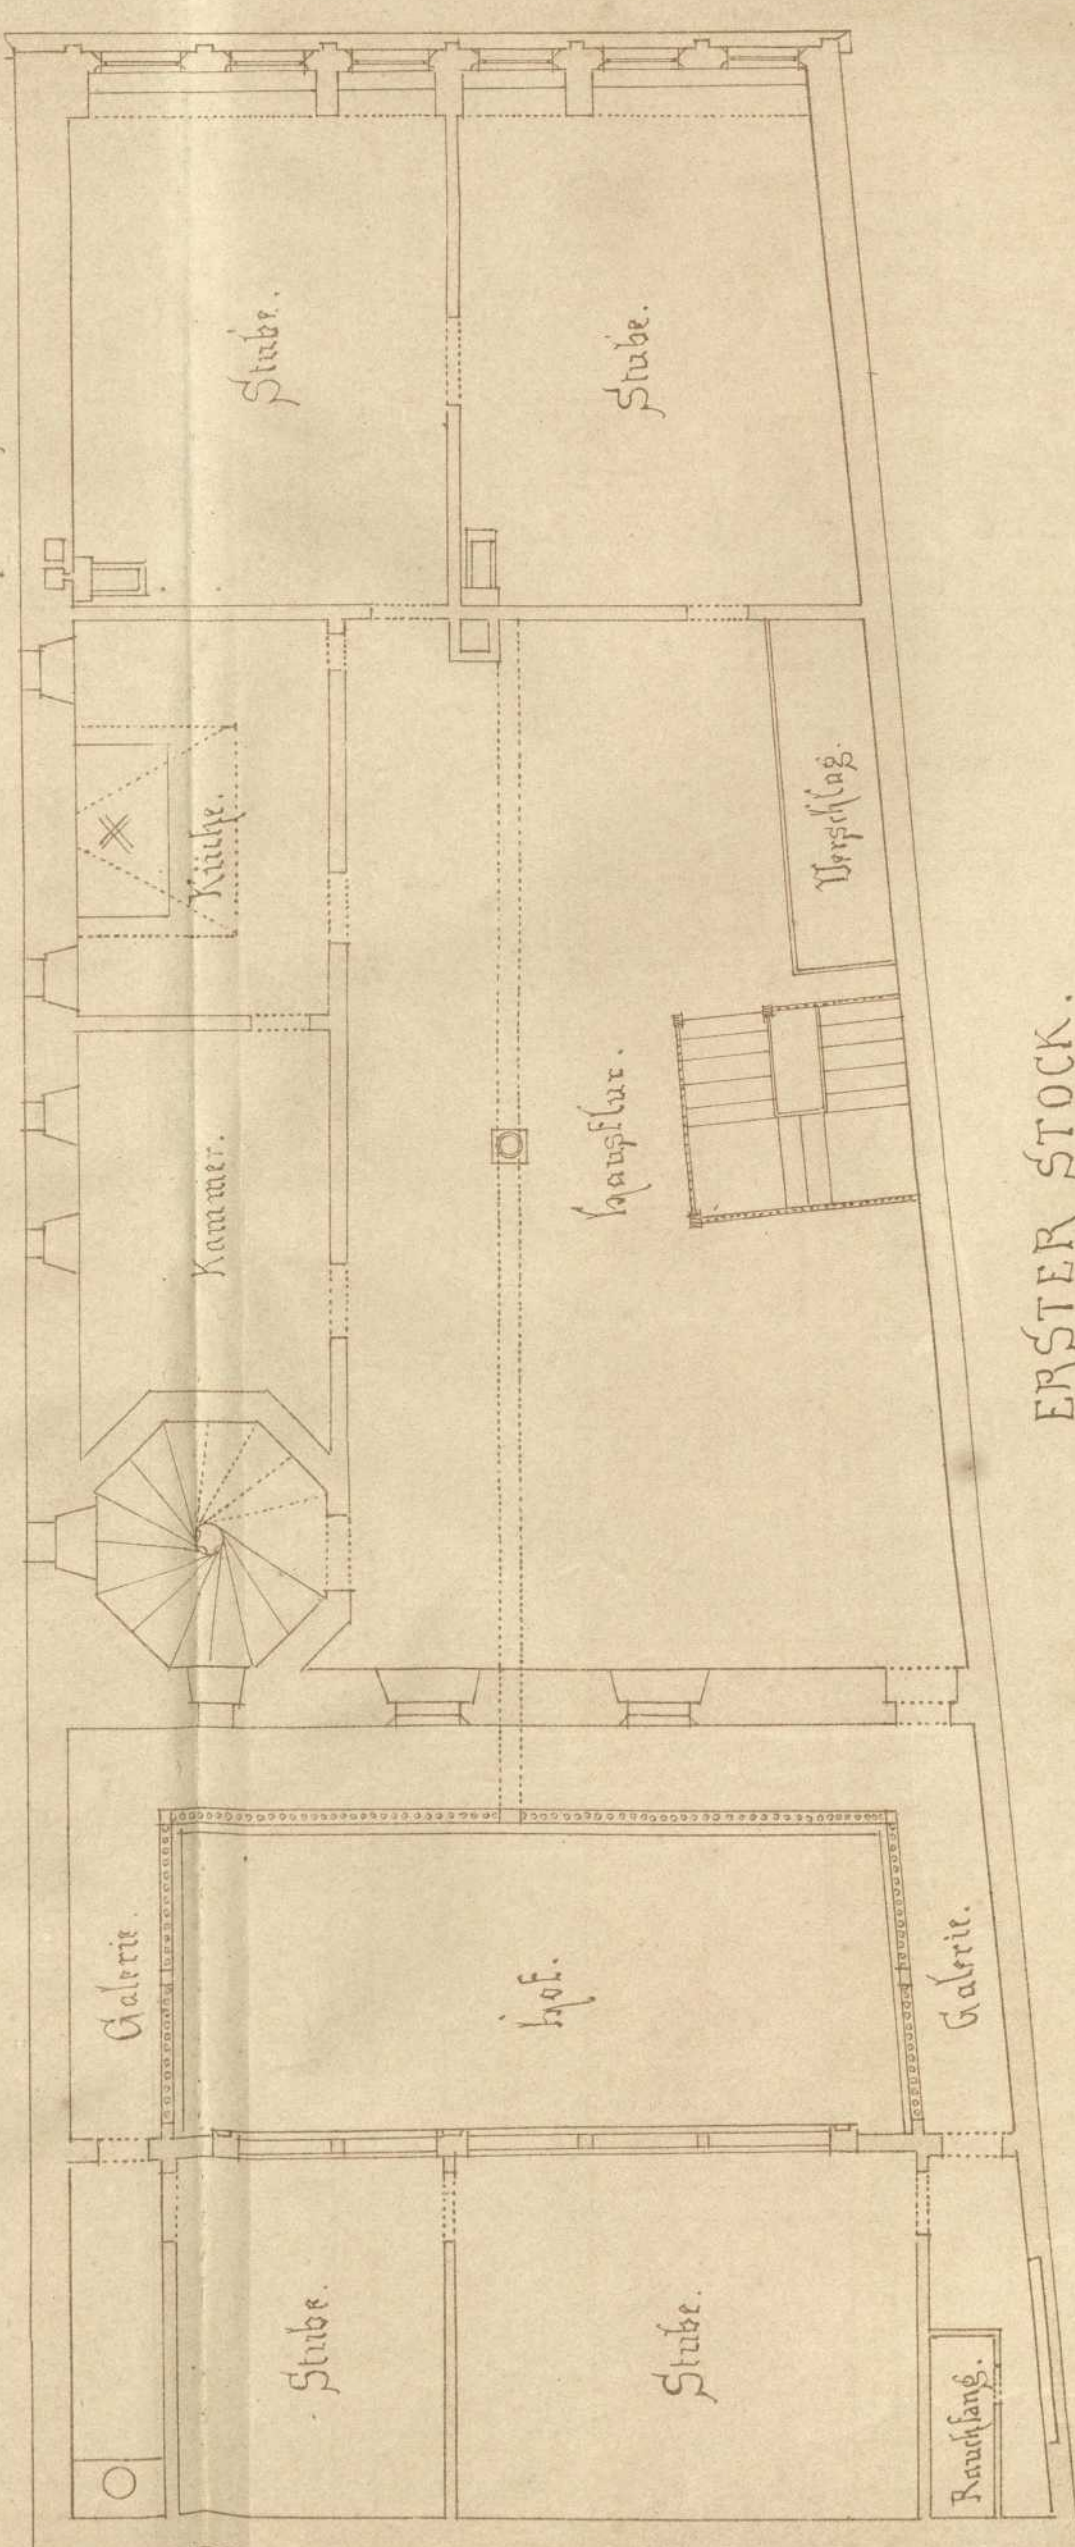 Stube.
Stube.
Küche.
Verschlag.
Kammer.
Hausflur.
Galerie.
Hof.
Galerie.
Stube.
Stube.
Rauchfang.
ERSTER STOCK.